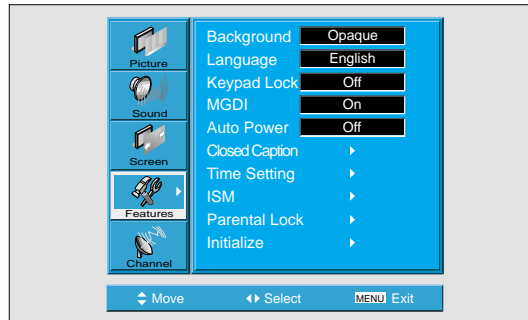 Picture
Sound
Screen
Features
Channel
Background Opaque
Language English
Keypad Lock Off
MGDI On
Auto Power Off
Closed Caption
Time Setting
ISM
Parental Lock
Initialize
Move Select MENU Exit